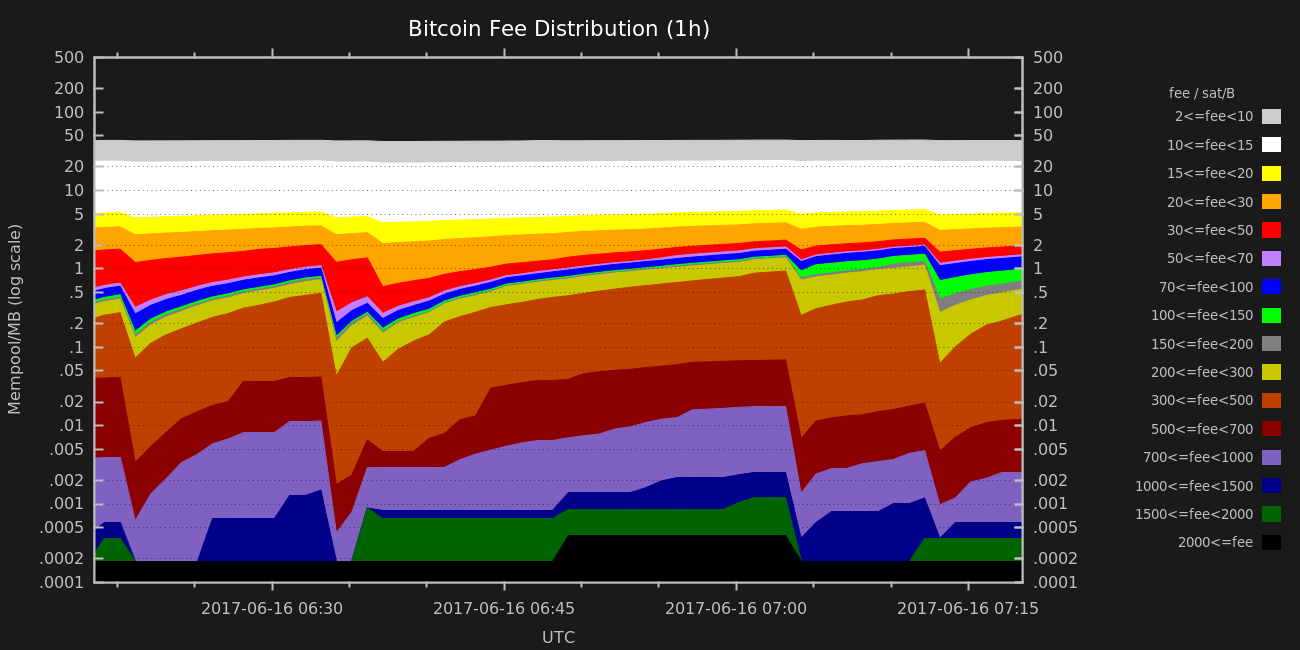 Bitcoin Fee Distribution (1h)
500
200
100
50
20
10
5
2
1
.5
.2
.1
.05
.02
.01
.005
.002
.001
.0005
.0002
.0001
Mempool/MB (log scale)
500
200
100
50
20
10
5
2
1
.5
.2
.1
.05
.02
.01
.005
.002
.001
.0005
.0002
.0001
2017-06-16 06:30
2017-06-16 06:45
2017-06-16 07:00
2017-06-16 07:15
UTC
fee / sat/B
2<=fee<10
10<=fee<15
15<=fee<20
20<=fee<30
30<=fee<50
50<=fee<70
70<=fee<100
100<=fee<150
150<=fee<200
200<=fee<300
300<=fee<500
500<=fee<700
700<=fee<1000
1000<=fee<1500
1500<=fee<2000
2000<=fee